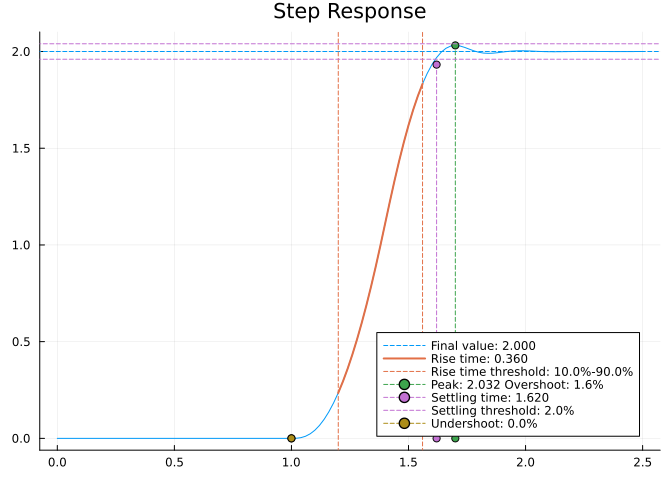 Step Response
2.0
1.5
1.0
0.5
0.0
Final value: 2.000
Rise time: 0.360
Rise time threshold: 10.0%-90.0%
Peak: 2.032 Overshoot: 1.6%
Settling time: 1.620
Settling threshold: 2.0%
Undershoot: 0.0%
0.0 0.5 1.0 1.5 2.0 2.5